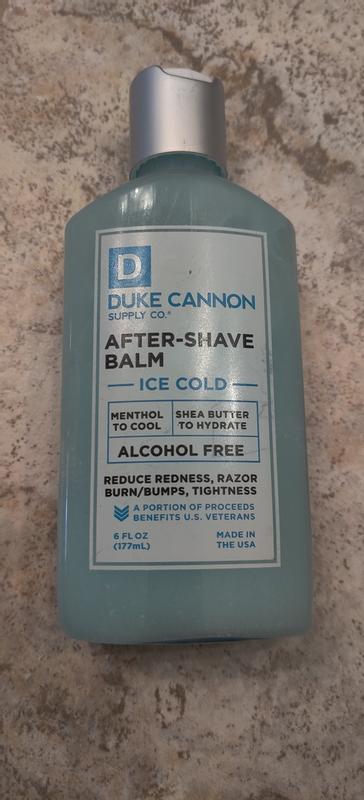 D
DUKE CANNON
SUPPLY CO.®
AFTER-SHAVE
BALM
ICE COLD
MENTHOL
TO COOL
SHEA BUTTER
TO HYDRATE
ALCOHOL FREE
REDUCE REDNESS, RAZOR
BURN/BUMPS, TIGHTNESS
A PORTION OF PROCEEDS
BENEFITS U.S. VETERANS
6 FL OZ
(177mL)
MADE IN
THE USA